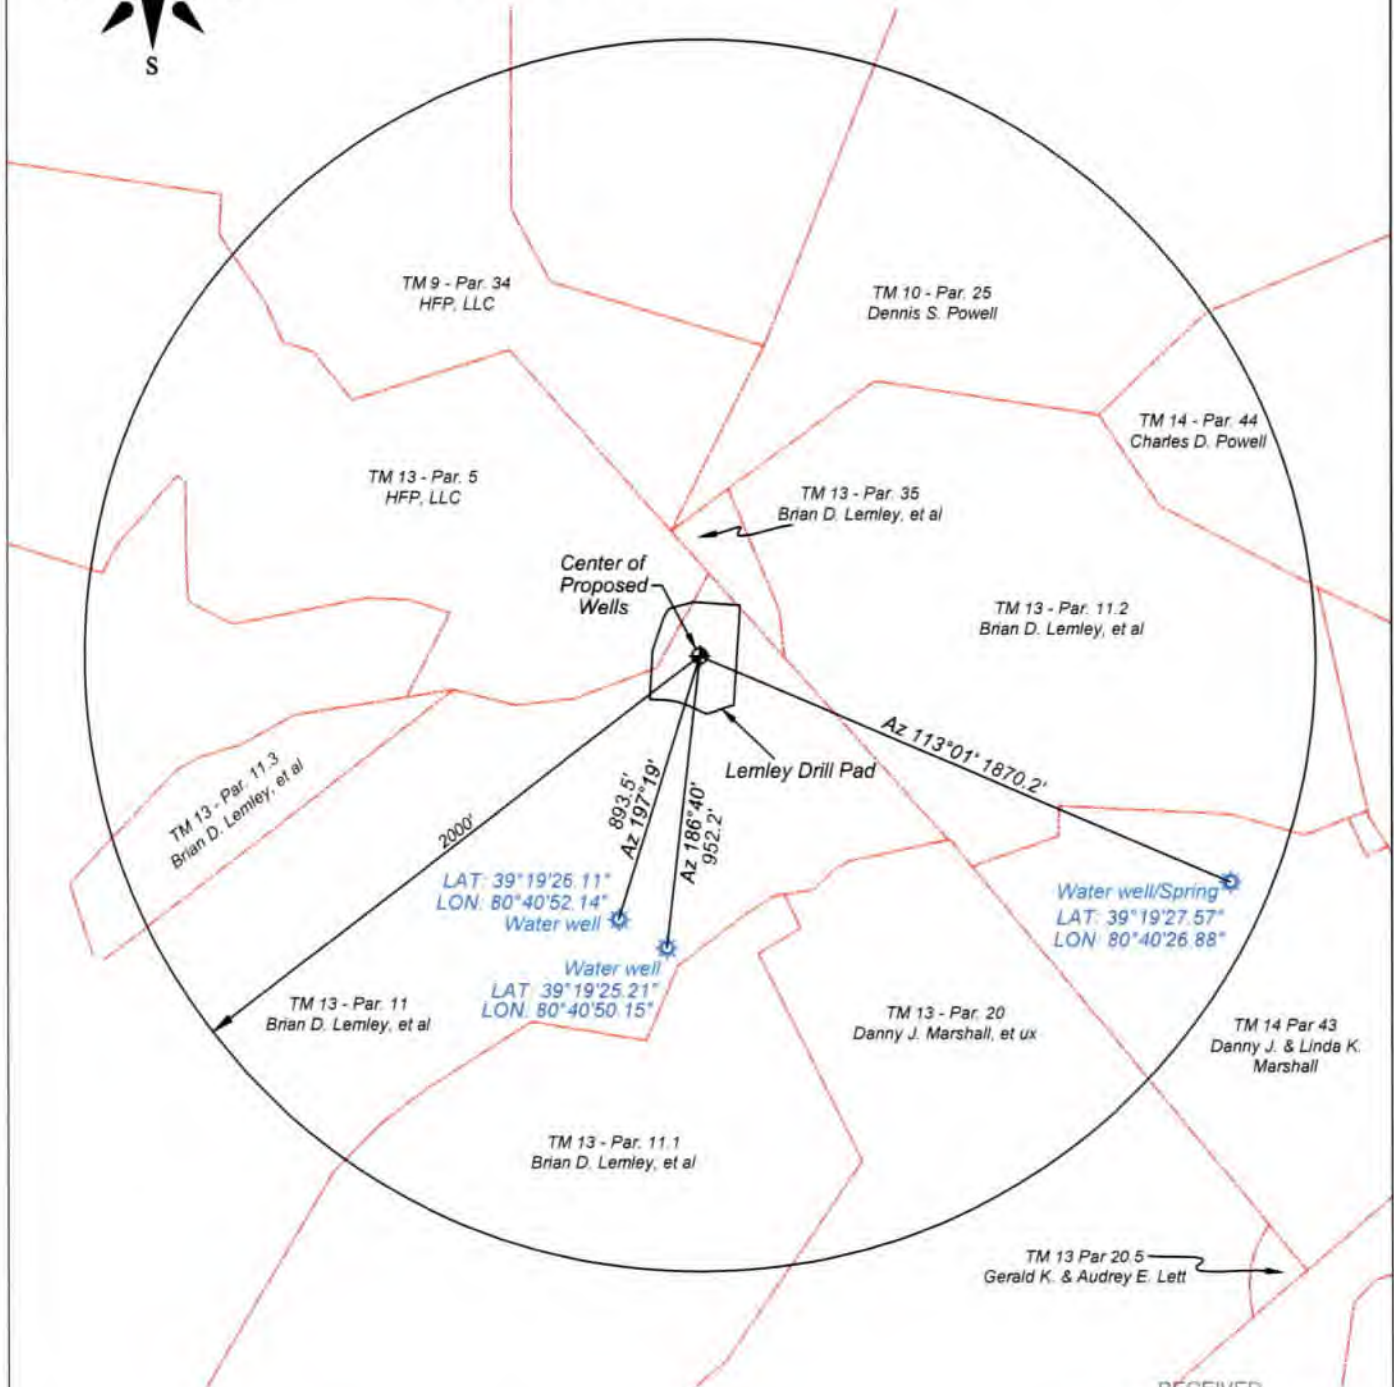 S
TM 9 - Par. 34
HFP, LLC
TM 10 - Par. 25
Dennis S. Powell
TM 14 - Par. 44
Charles D. Powell
TM 13 - Par. 5
HFP, LLC
TM 13 - Par. 35
Brian D. Lemley, et al
Center of
Proposed
Wells
TM 13 - Par. 11.2
Brian D. Lemley, et al
Az 113°01' 1870.2'
Lemley Drill Pad
TM 13 - Par. 11.3
Brian D. Lemley, et al
2000'
893.5'
Az 197°19'
Az 186°40'
952.2'
LAT: 39°19'26.11"
LON: 80°40'52.14"
Water well
Water well/Spring
LAT: 39°19'27.57"
LON: 80°40'26.88"
Water well
LAT: 39°19'25.21"
LON: 80°40'50.15"
TM 13 - Par. 11
Brian D. Lemley, et al
TM 13 - Par. 20
Danny J. Marshall, et ux
TM 14 Par 43
Danny J. & Linda K.
Marshall
TM 13 - Par. 11.1
Brian D. Lemley, et al
TM 13 Par 20.5
Gerald K. & Audrey E. Lett
RECEIVED